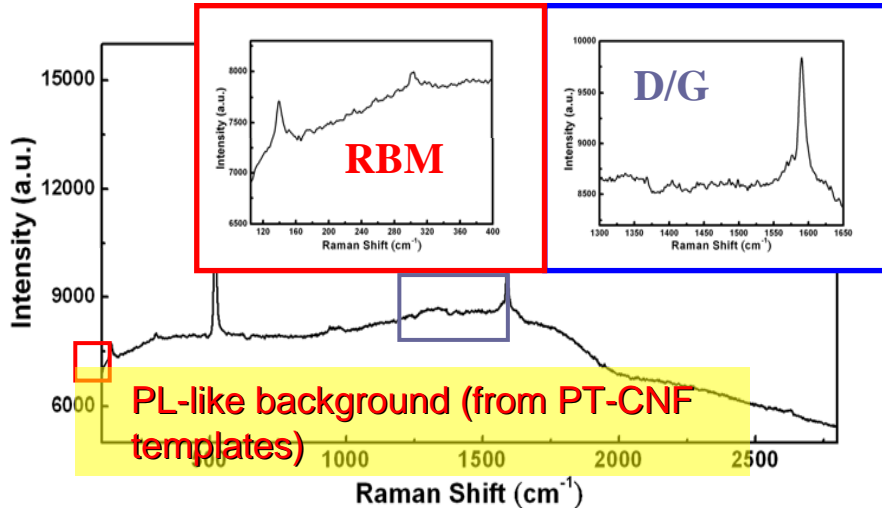 15000
12000
9000
6000
Intensity (a.u.)
8000
7500
7000
6500
Intensity (a.u.)
RBM
120 160 200 240 280 320 360 400
Raman Shift (cm⁻¹)
10000
9500
9000
8500
Intensity (a.u.)
D/G
1300 1350 1400 1450 1500 1550 1600 1650
Raman Shift (cm⁻¹)
PL-like background (from PT-CNF
templates)
500 1000 1500 2000 2500
Raman Shift (cm⁻¹)